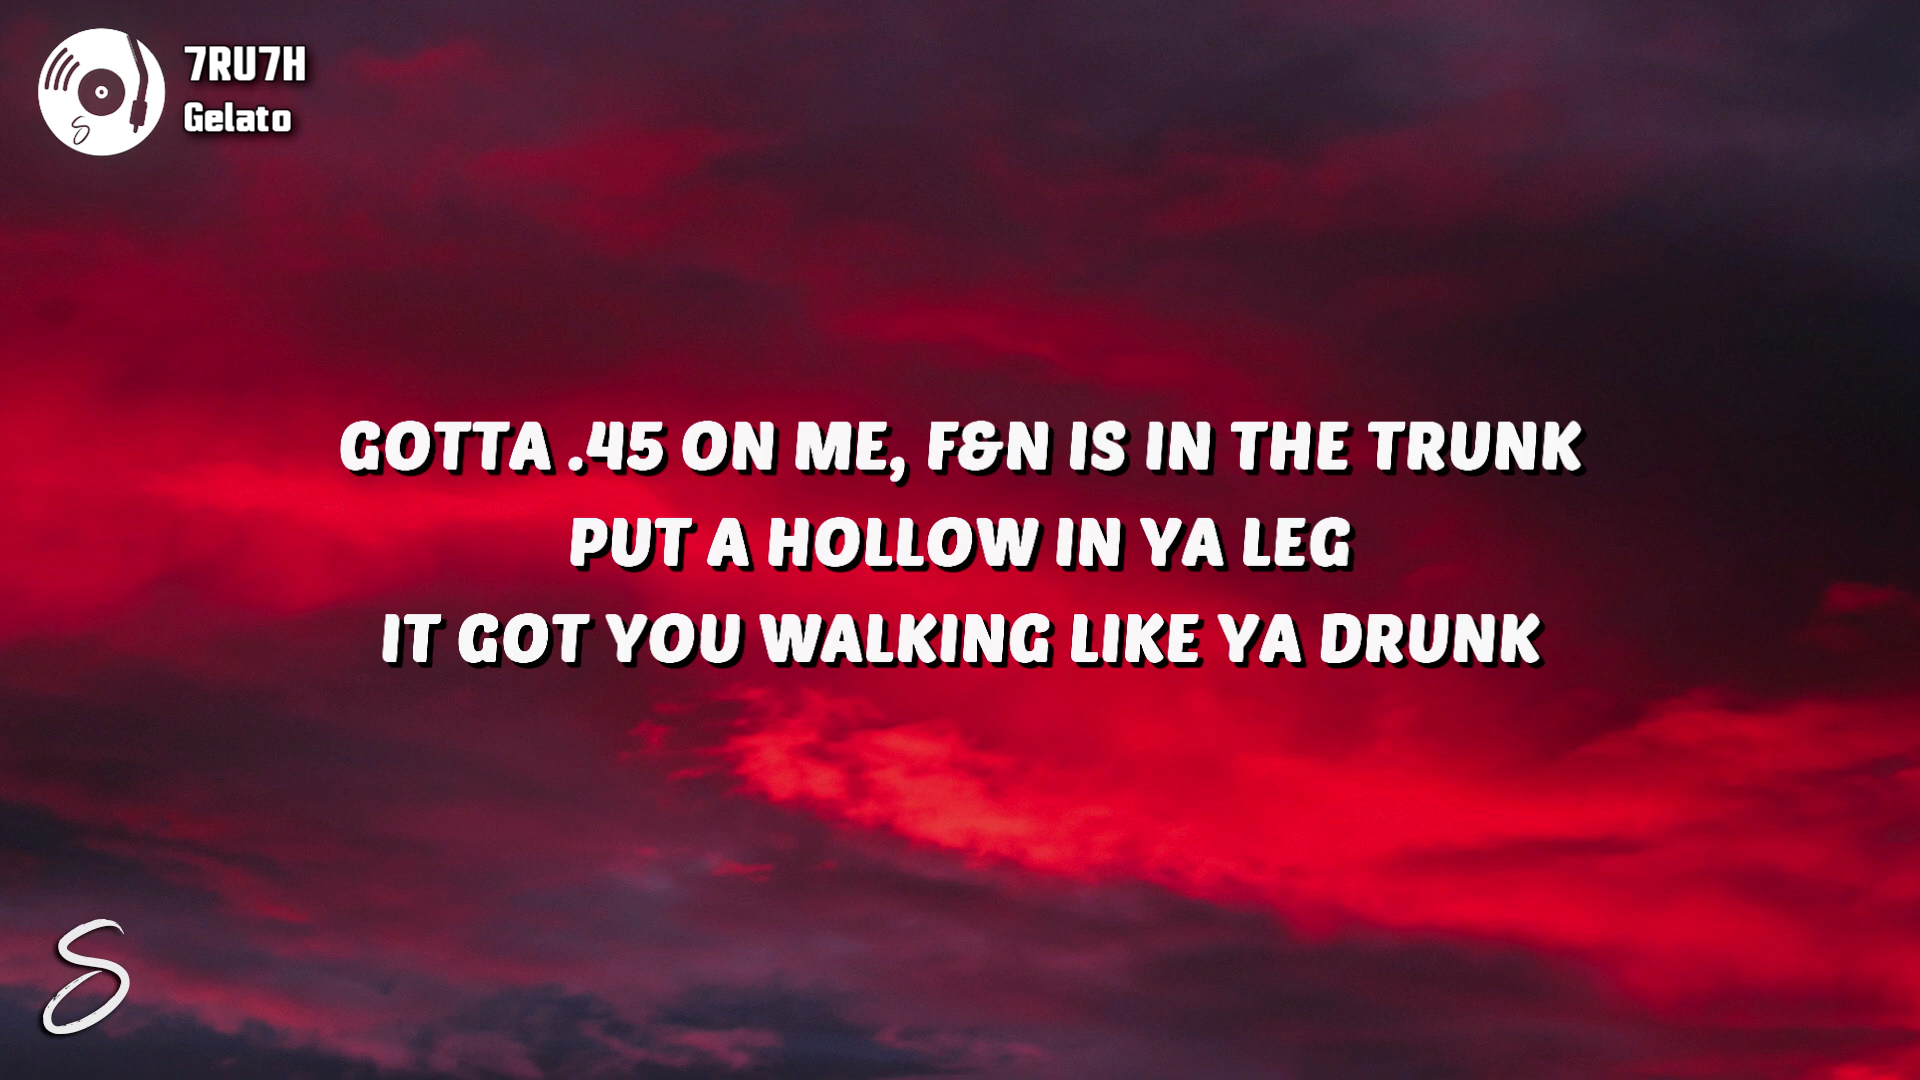 7RU7H
Gelato
GOTTA .45 ON ME, F&N IS IN THE TRUNK
PUT A HOLLOW IN YA LEG
IT GOT YOU WALKING LIKE YA DRUNK
S